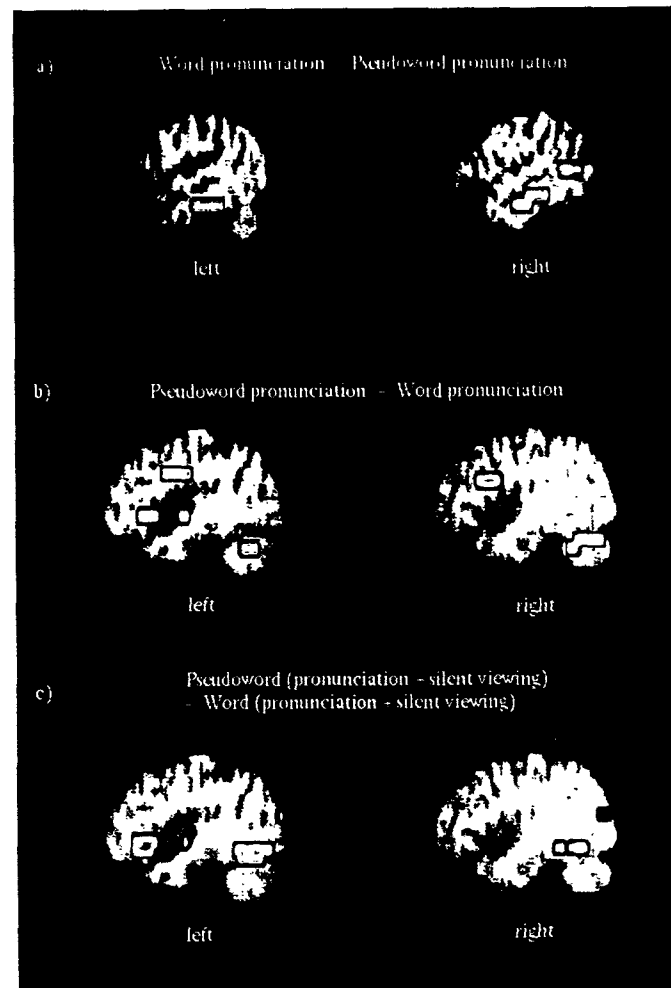 a) Word pronunciation Pseudoword pronunciation
left right
b) Pseudoword pronunciation - Word pronunciation
left right
c) Pseudoword (pronunciation + silent viewing)
- Word (pronunciation + silent viewing)
left right